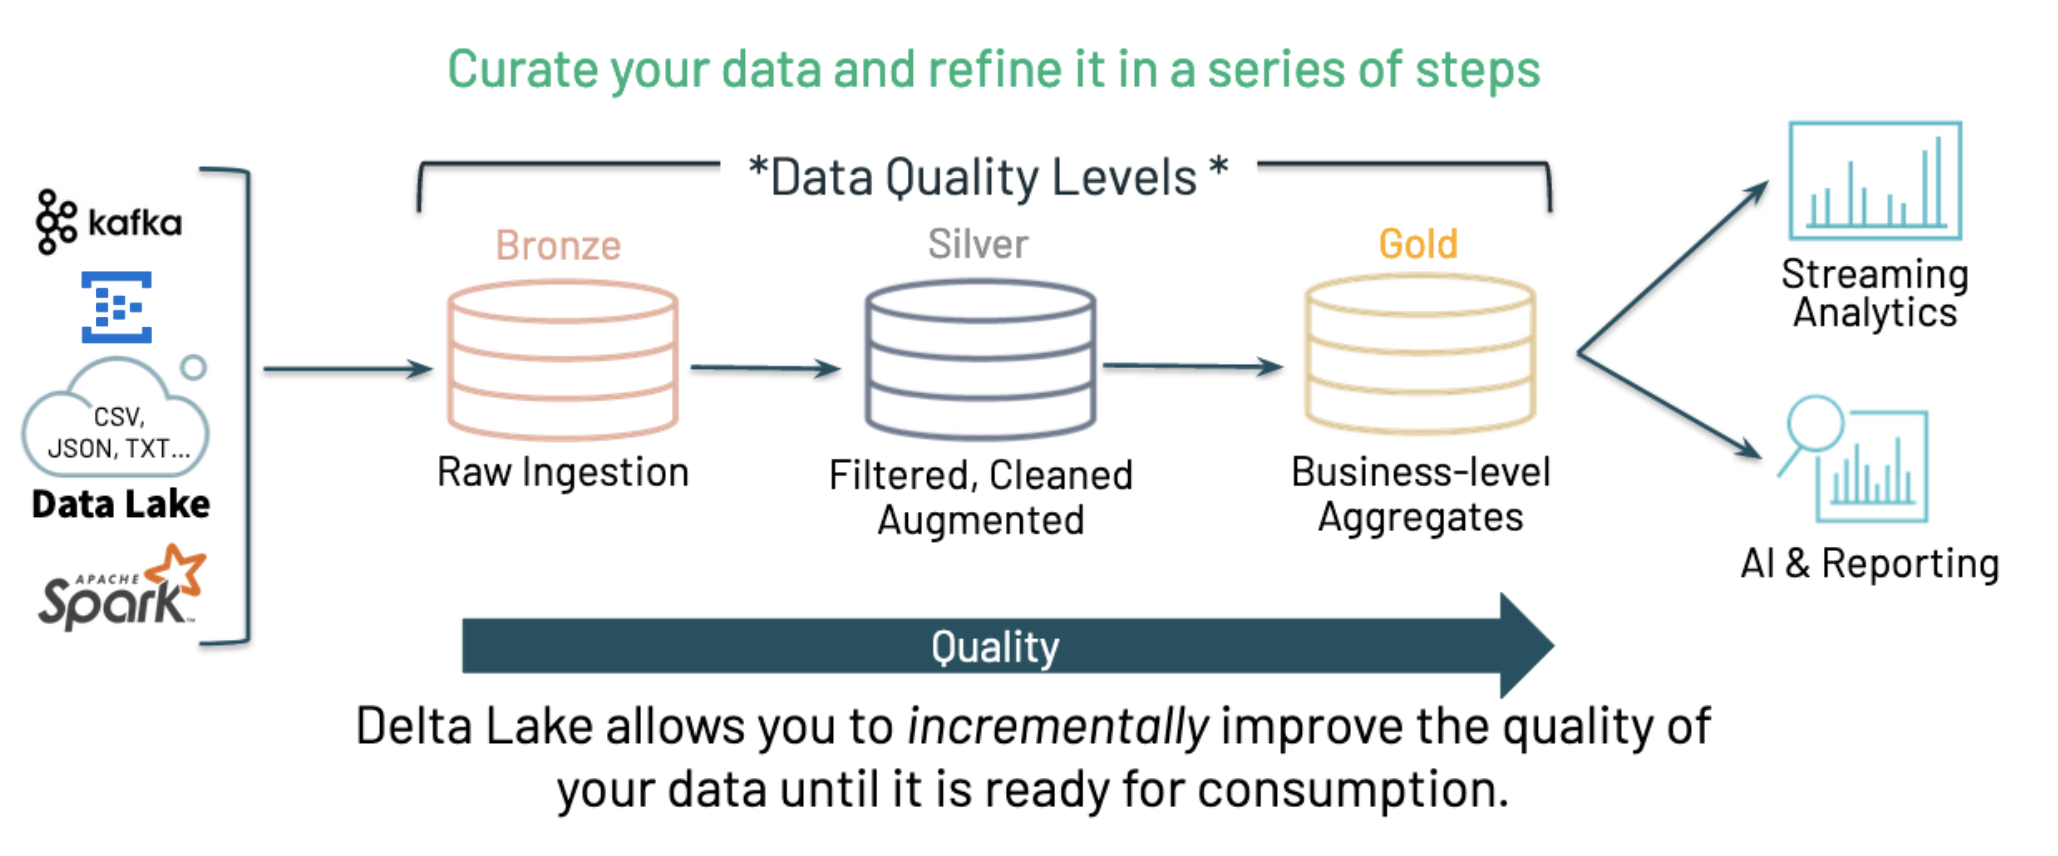 Curate your data and refine it in a series of steps
*Data Quality Levels *
kafka
CSV,
JSON, TXT...
Data Lake
APACHE
Spark™
Bronze
Raw Ingestion
Silver
Filtered, Cleaned
Augmented
Gold
Business-level
Aggregates
Streaming
Analytics
AI & Reporting
Quality
Delta Lake allows you to incrementally improve the quality of
your data until it is ready for consumption.